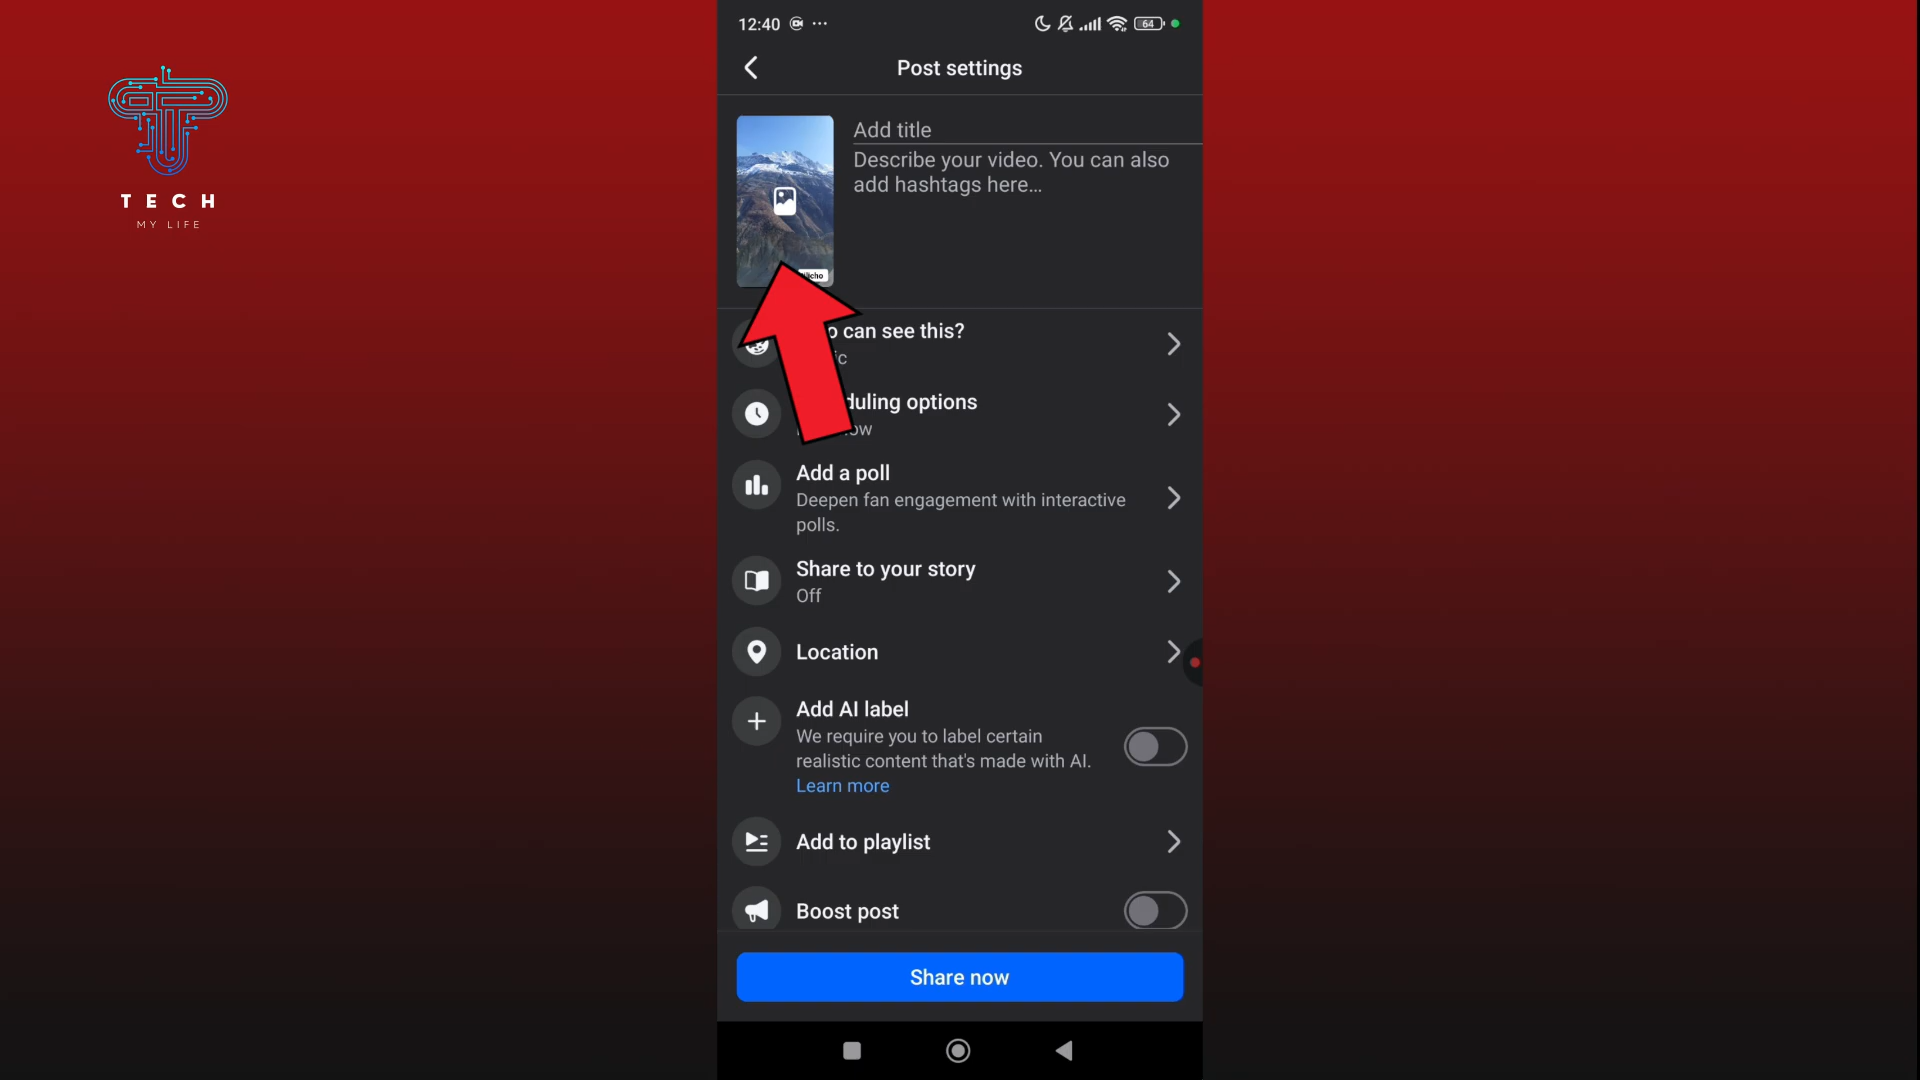 12:40
64
Post settings
TECH
MY LIFE
Add title
Describe your video. You can also
add hashtags here...
can see this?
Add a poll
Deepen fan engagement with interactive
polls.
options
Share to your story
Off
Location
Add AI label
We require you to label certain
realistic content that's made with AI.
Learn more
Add to playlist
Boost post
Share now